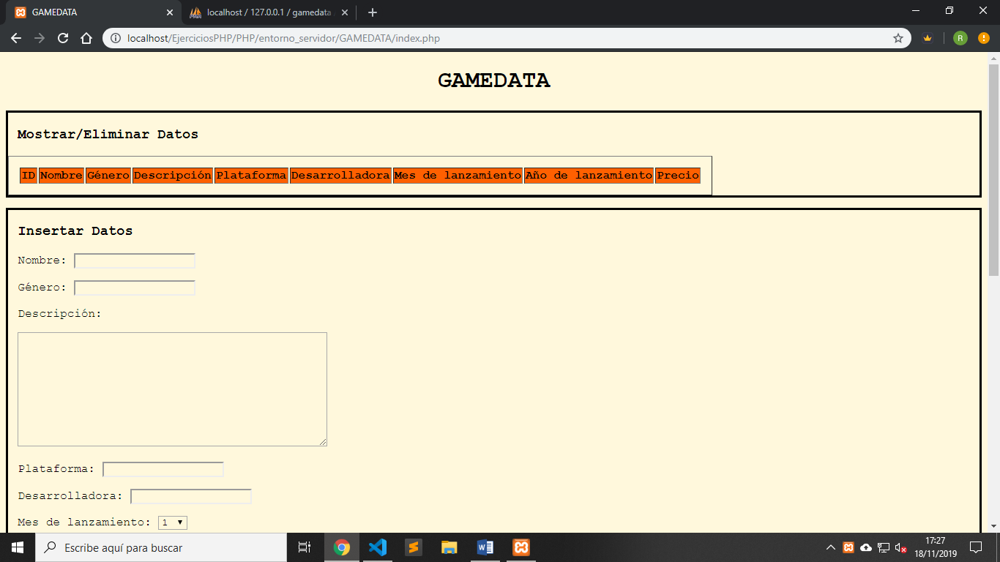 GAMEDATA
localhost / 127.0.0.1 / gamedata
localhost/EjerciciosPHP/PHP/entorno_servidor/GAMEDATA/index.php
R
GAMEDATA
Mostrar/Eliminar Datos
ID Nombre Género Descripción Plataforma Desarrolladora Mes de lanzamiento Año de lanzamiento Precio
Insertar Datos
Nombre:
Género:
Descripción:
Plataforma:
Desarrolladora:
Mes de lanzamiento: 1
Escribe aquí para buscar
17:27
18/11/2019